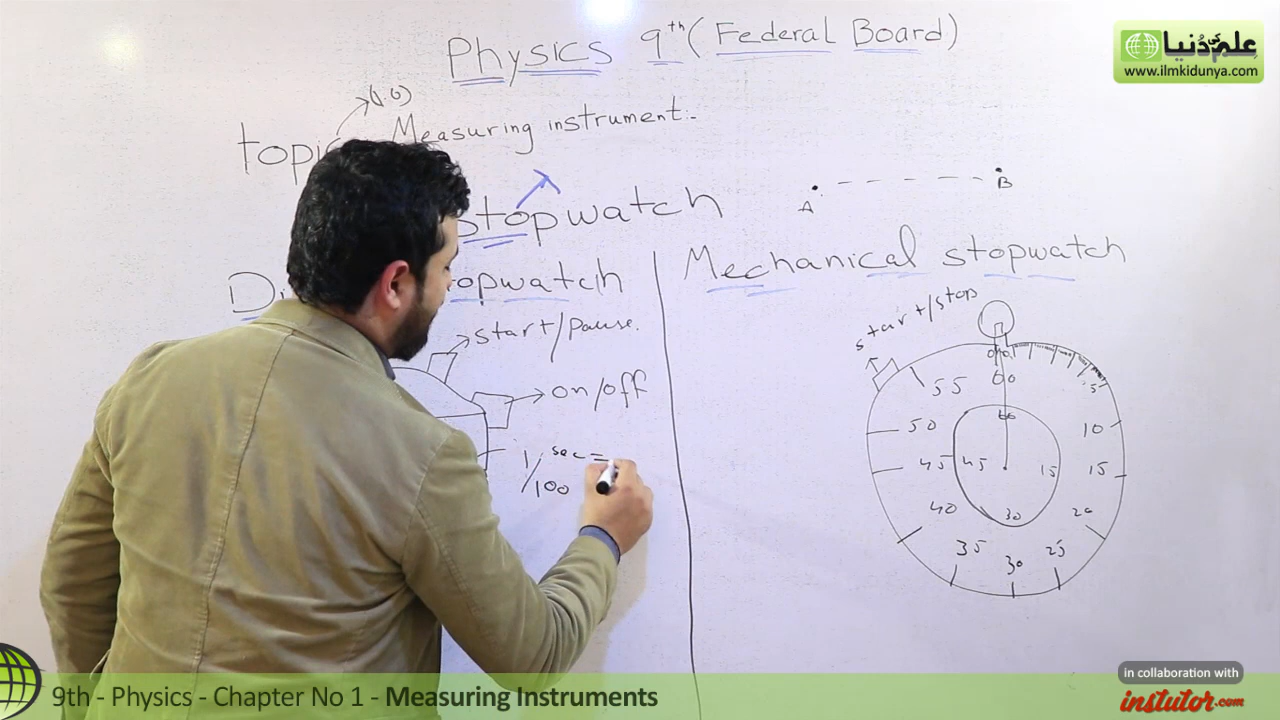 Physics 9th (Federal Board)
(1.6)
topic Measuring instrument:-
stopwatch
A B
Mechanical stopwatch
start/pause.
on/off
1/100 sec =
start/stop
00
60
5
10
15
20
25
30
35
40
45
50
55
15
30
45
علم کی دُنیا
www.ilmkidunya.com
9th - Physics - Chapter No 1 - Measuring Instruments
in collaboration with
instutor.com